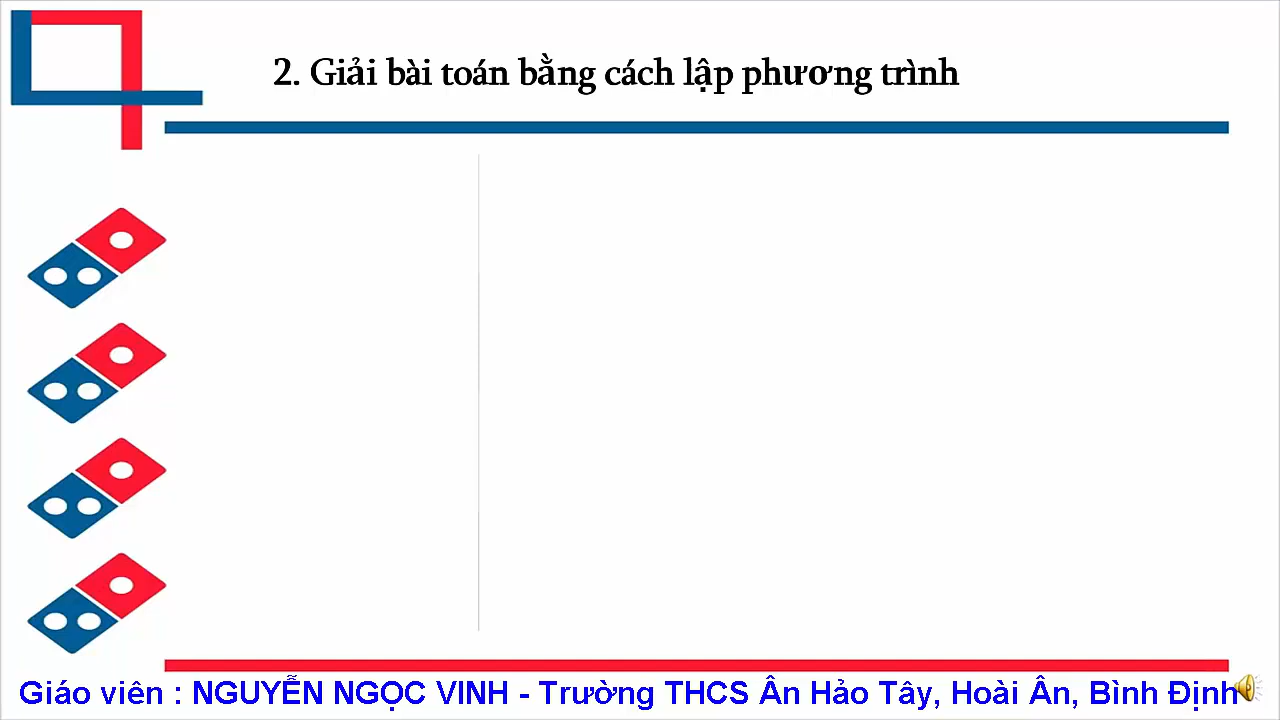 2. Giải bài toán bằng cách lập phương trình
Giáo viên : NGUYỄN NGỌC VINH - Trường THCS Ân Hảo Tây, Hoài Ân, Bình Định